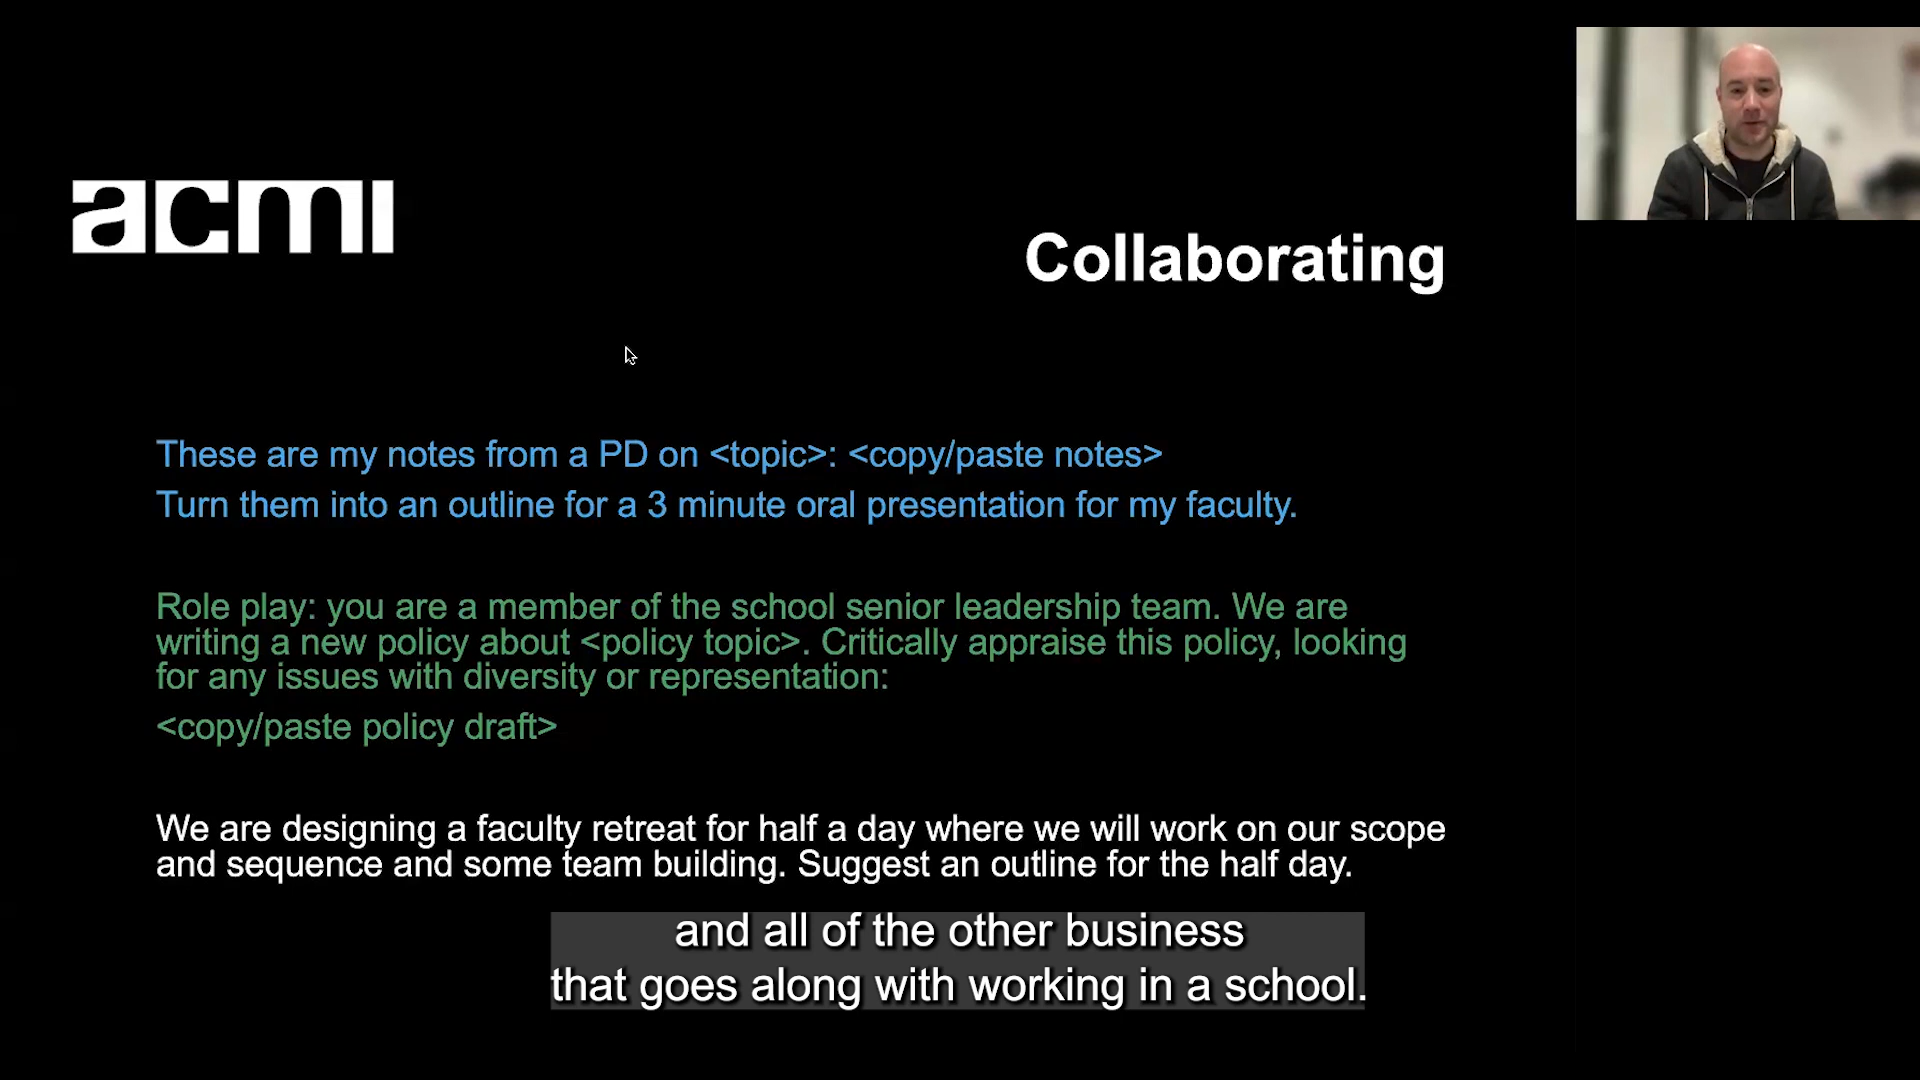 acmi
Collaborating
These are my notes from a PD on <topic>: <copy/paste notes>
Turn them into an outline for a 3 minute oral presentation for my faculty.
Role play: you are a member of the school senior leadership team. We are
writing a new policy about <policy topic>. Critically appraise this policy, looking
for any issues with diversity or representation:
<copy/paste policy draft>
We are designing a faculty retreat for half a day where we will work on our scope
and sequence and some team building. Suggest an outline for the half day.
and all of the other business
that goes along with working in a school.